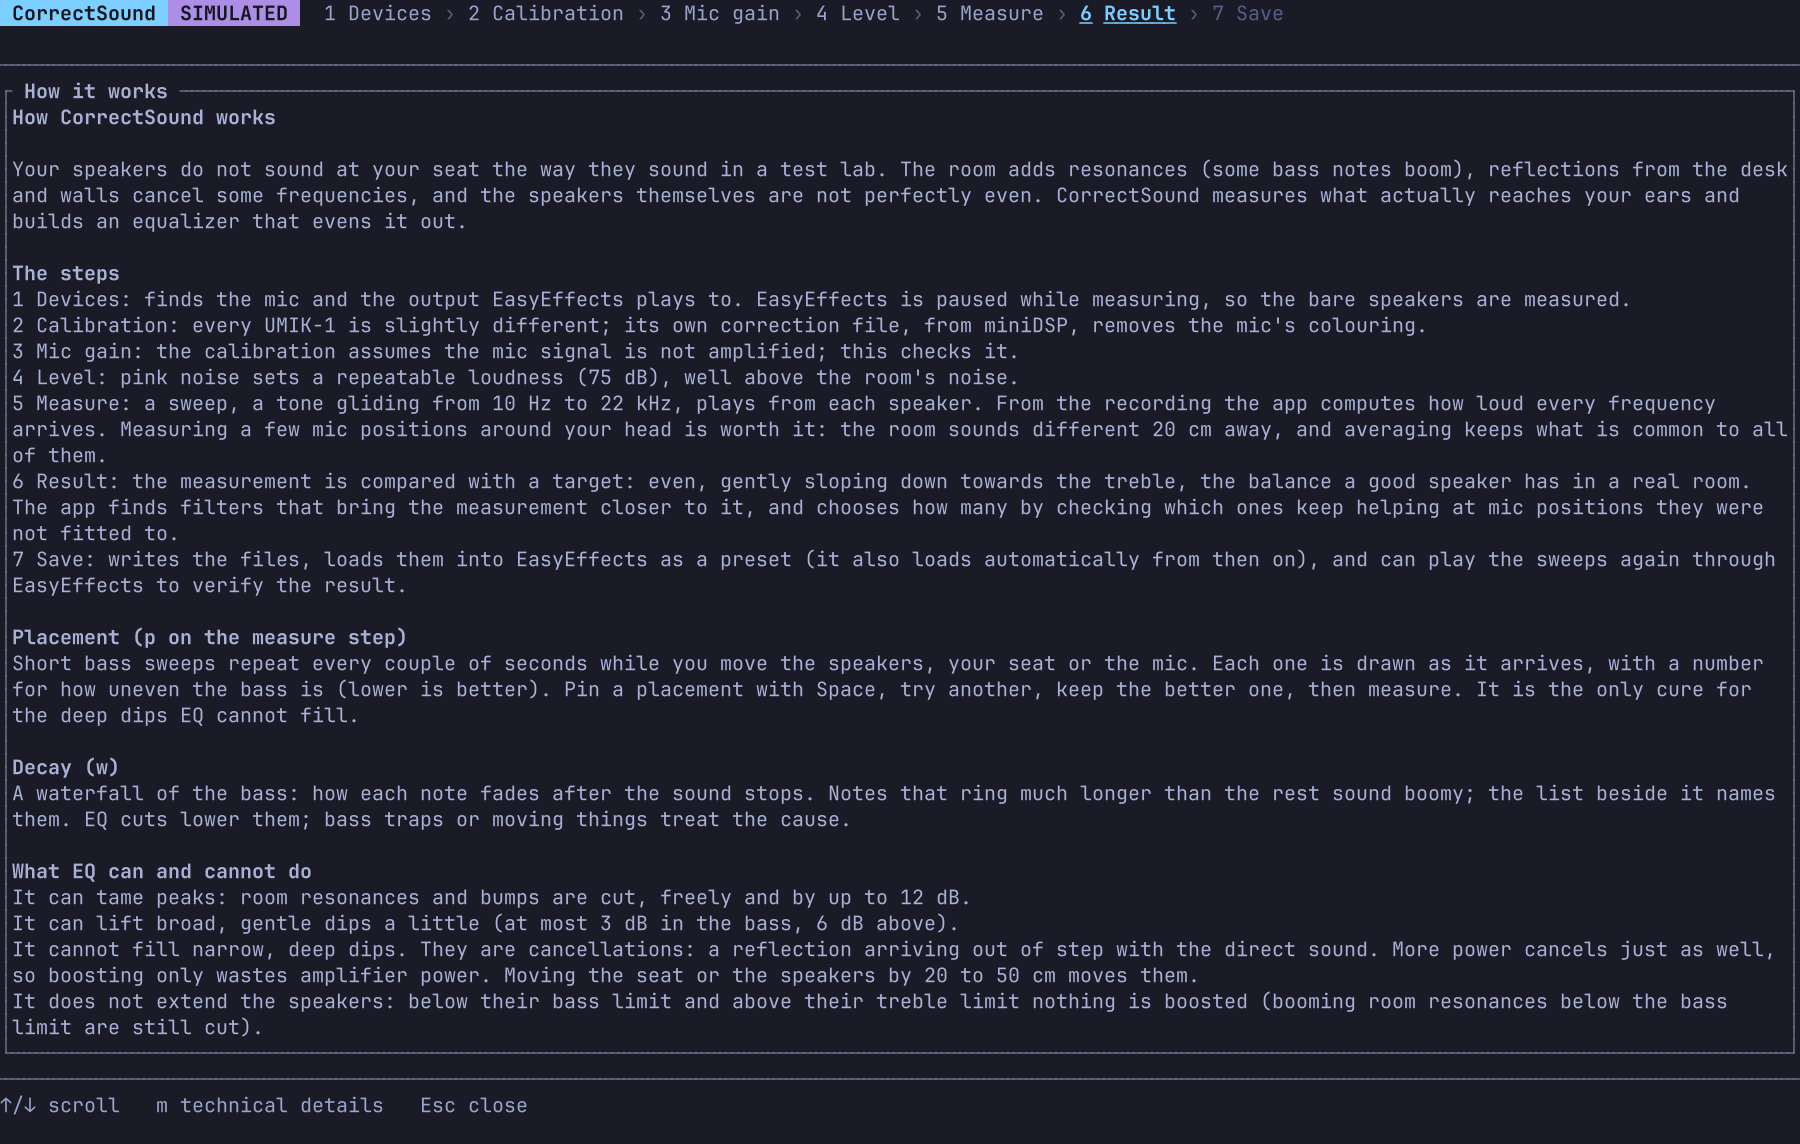 CorrectSound SIMULATED 1 Devices › 2 Calibration › 3 Mic gain › 4 Level › 5 Measure › 6 Result › 7 Save
How it works
How CorrectSound works
Your speakers do not sound at your seat the way they sound in a test lab. The room adds resonances (some bass notes boom), reflections from the desk
and walls cancel some frequencies, and the speakers themselves are not perfectly even. CorrectSound measures what actually reaches your ears and
builds an equalizer that evens it out.
The steps
1 Devices: finds the mic and the output EasyEffects plays to. EasyEffects is paused while measuring, so the bare speakers are measured.
2 Calibration: every UMIK-1 is slightly different; its own correction file, from miniDSP, removes the mic's colouring.
3 Mic gain: the calibration assumes the mic signal is not amplified; this checks it.
4 Level: pink noise sets a repeatable loudness (75 dB), well above the room's noise.
5 Measure: a sweep, a tone gliding from 10 Hz to 22 kHz, plays from each speaker. From the recording the app computes how loud every frequency
arrives. Measuring a few mic positions around your head is worth it: the room sounds different 20 cm away, and averaging keeps what is common to all
of them.
6 Result: the measurement is compared with a target: even, gently sloping down towards the treble, the balance a good speaker has in a real room.
The app finds filters that bring the measurement closer to it, and chooses how many by checking which ones keep helping at mic positions they were
not fitted to.
7 Save: writes the files, loads them into EasyEffects as a preset (it also loads automatically from then on), and can play the sweeps again through
EasyEffects to verify the result.
Placement (p on the measure step)
Short bass sweeps repeat every couple of seconds while you move the speakers, your seat or the mic. Each one is drawn as it arrives, with a number
for how uneven the bass is (lower is better). Pin a placement with Space, try another, keep the better one, then measure. It is the only cure for
the deep dips EQ cannot fill.
Decay (w)
A waterfall of the bass: how each note fades after the sound stops. Notes that ring much longer than the rest sound boomy; the list beside it names
them. EQ cuts lower them; bass traps or moving things treat the cause.
What EQ can and cannot do
It can tame peaks: room resonances and bumps are cut, freely and by up to 12 dB.
It can lift broad, gentle dips a little (at most 3 dB in the bass, 6 dB above).
It cannot fill narrow, deep dips. They are cancellations: a reflection arriving out of step with the direct sound. More power cancels just as well,
so boosting only wastes amplifier power. Moving the seat or the speakers by 20 to 50 cm moves them.
It does not extend the speakers: below their bass limit and above their treble limit nothing is boosted (booming room resonances below the bass
limit are still cut).
↑/↓ scroll m technical details Esc close